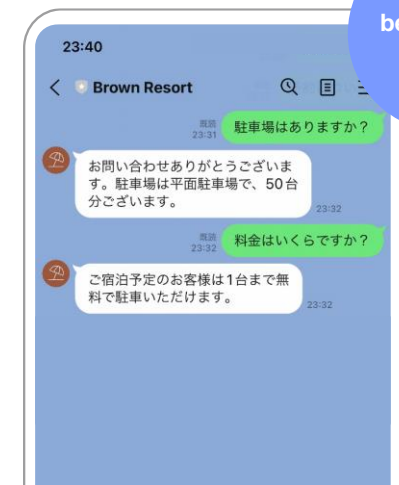 23:40
Brown Resort
既読
23:31
駐車場はありますか？
お問い合わせありがとうございま
す。駐車場は平面駐車場で、50台
分ございます。
23:32
既読
23:32
料金はいくらですか？
ご宿泊予定のお客様は1台まで無
料で駐車いただけます。
23:32